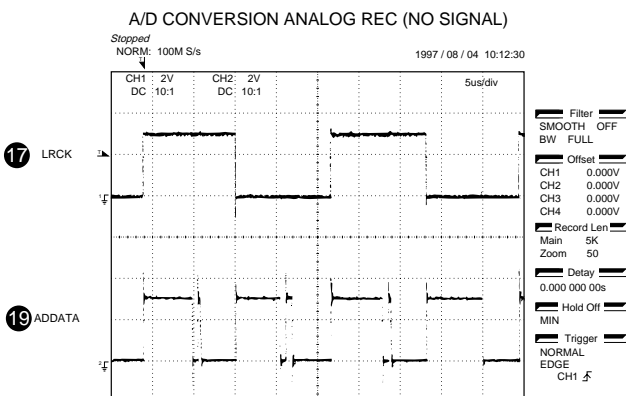 A/D CONVERSION ANALOG REC (NO SIGNAL)
Stopped
NORM: 100M S/s
1997 / 08 / 04 10:12:30
CH1 2V
DC 10:1
CH2 2V
DC 10:1
5us/div
17 LRCK
19 ADDATA
Filter
SMOOTH OFF
BW FULL
Offset
CH1 0.000V
CH2 0.000V
CH3 0.000V
CH4 0.000V
Record Len
Main 5K
Zoom 50
Delay
0.000 000 00s
Hold Off
MIN
Trigger
NORMAL
EDGE
CH1